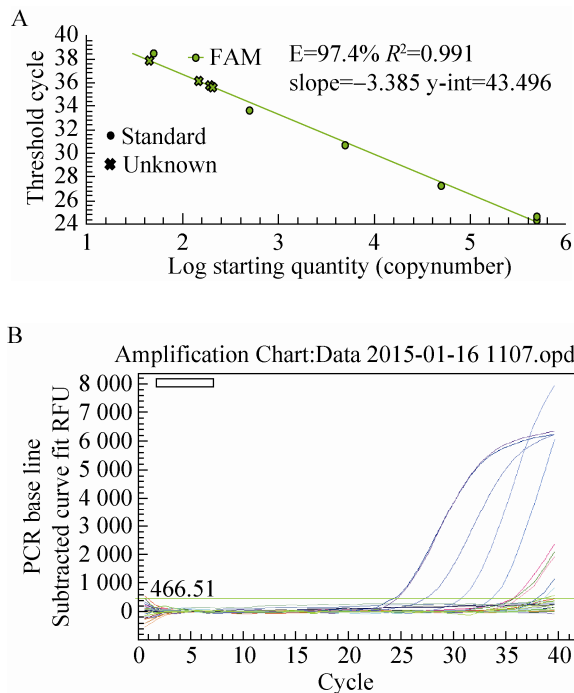 A
40
38
36
34
32
30
28
26
24
Threshold cycle
FAM
E=97.4% R²=0.991
slope=−3.385 y-int=43.496
Standard
Unknown
1 2 3 4 5 6
Log starting quantity (copynumber)
B
Amplification Chart:Data 2015-01-16 1107.opd
PCR base line
Subtracted curve fit RFU
8 000
7 000
6 000
5 000
4 000
3 000
2 000
1 000
0
466.51
0 5 10 15 20 25 30 35 40
Cycle